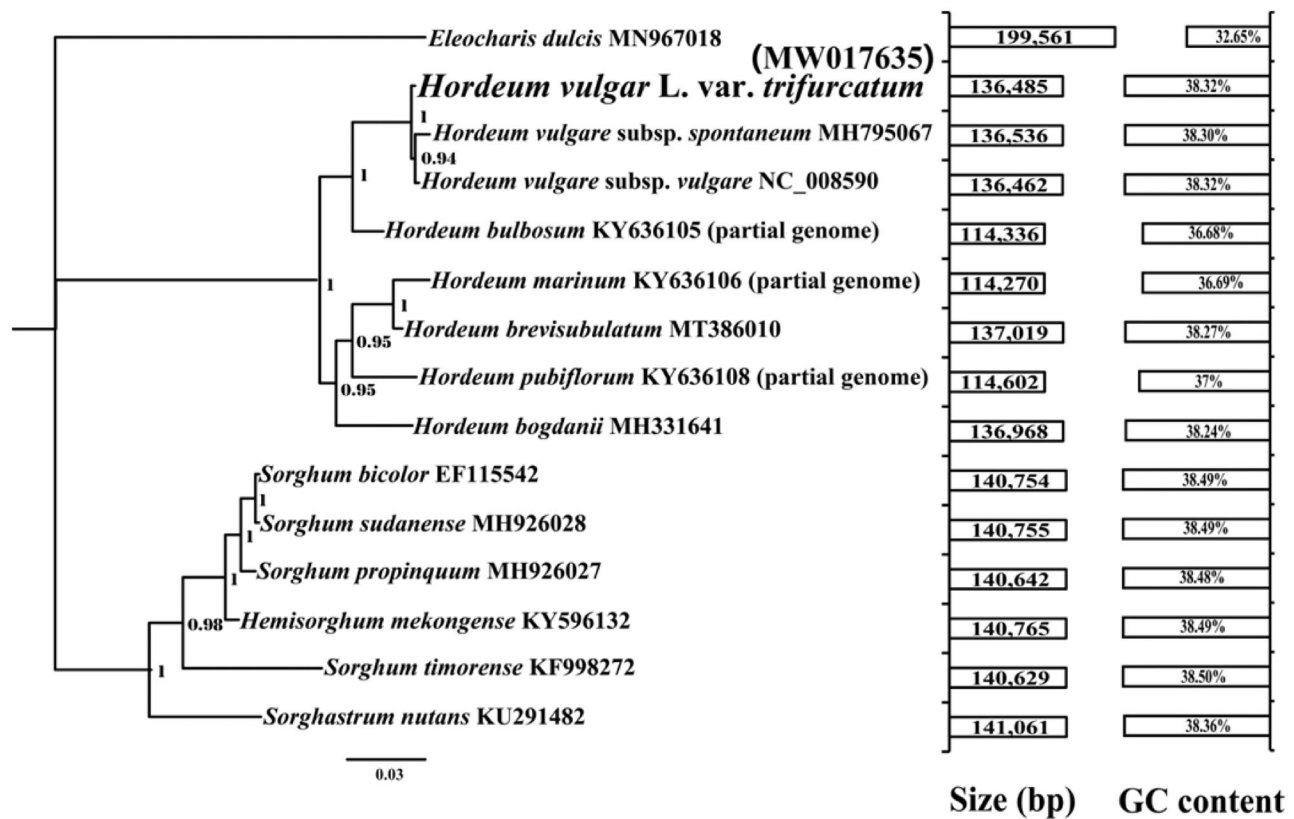 Eleocharis dulcis MN967018 199,561 32.65%
(MW017635)
Hordeum vulgar L. var. trifurcatum 136,485 38.32%
1
Hordeum vulgare subsp. spontaneum MH795067 136,536 38.30%
0.94
1
Hordeum vulgare subsp. vulgare NC_008590 136,462 38.32%
Hordeum bulbosum KY636105 (partial genome) 114,336 36.68%
1
Hordeum marinum KY636106 (partial genome) 114,270 36.69%
1
Hordeum brevisubulatum MT386010 137,019 38.27%
0.95
Hordeum pubiflorum KY636108 (partial genome) 114,602 37%
0.95
Hordeum bogdanii MH331641 136,968 38.24%
Sorghum bicolor EF115542 140,754 38.49%
1
Sorghum sudanense MH926028 140,755 38.49%
1
Sorghum propinquum MH926027 140,642 38.48%
1
Hemisorghum mekongense KY596132 140,765 38.49%
0.98
Sorghum timorense KF998272 140,629 38.50%
1
Sorghastrum nutans KU291482 141,061 38.36%
0.03
Size (bp) GC content